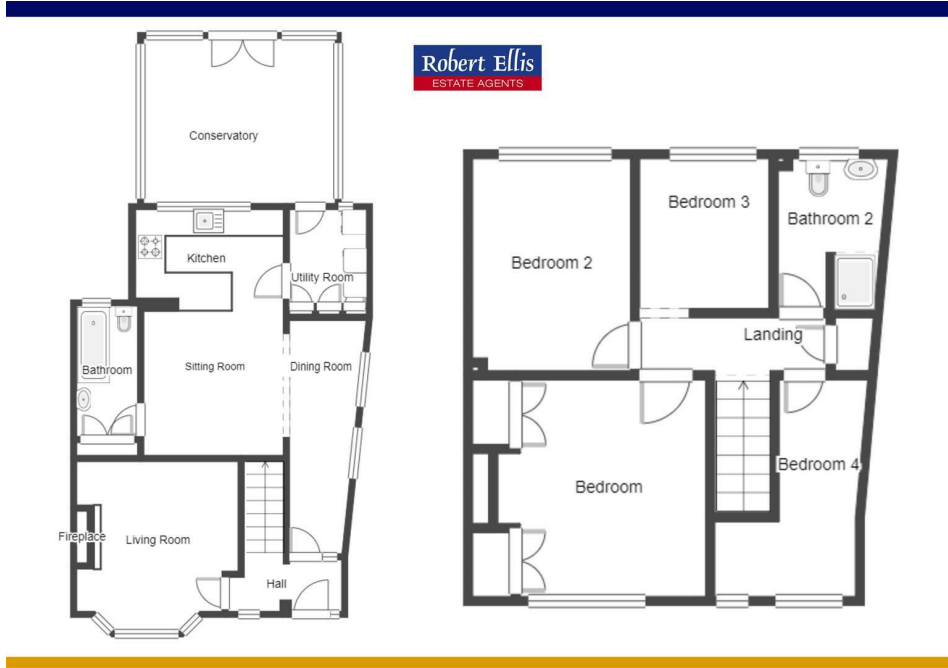 Robert Ellis
ESTATE AGENTS
Conservatory
Kitchen
Utility Room
Bathroom
Sitting Room
Dining Room
Fireplace
Living Room
Hall
Bedroom 3
Bathroom 2
Bedroom 2
Landing
Bedroom 4
Bedroom